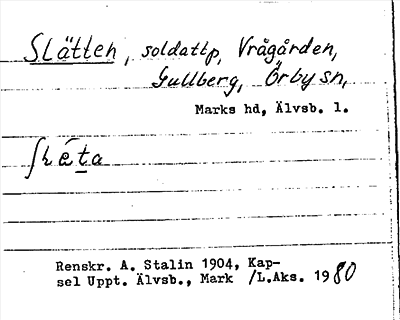 Slätten, soldattp, Vrågården,
Gullberg, Örby sn,
Marks hd, Älvsb. l.
Renskr. A. Stalin 1904, Kap-
sel Uppt. Älvsb., Mark /L.Aks. 1980